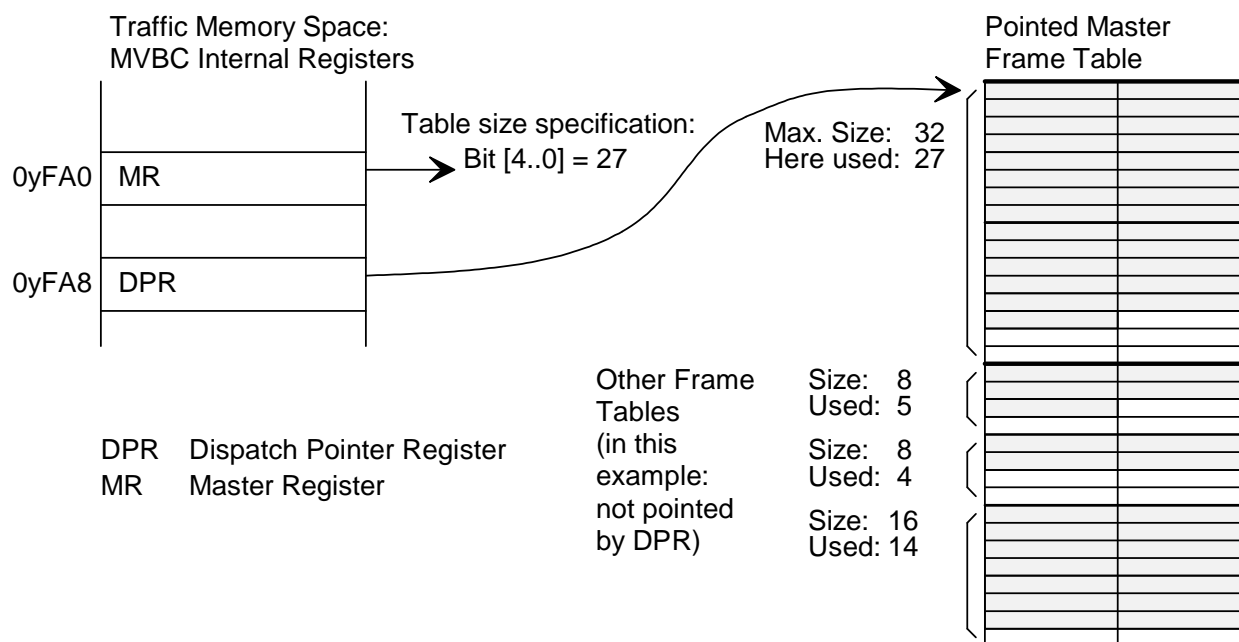 Traffic Memory Space:
MVBC Internal Registers
Pointed Master
Frame Table
Table size specification:
Bit [4..0] = 27
Max. Size: 32
Here used: 27
0yFA0
MR
0yFA8
DPR
Other Frame
Tables
(in this
example:
not pointed
by DPR)
Size: 8
Used: 5
Size: 8
Used: 4
Size: 16
Used: 14
DPR Dispatch Pointer Register
MR Master Register